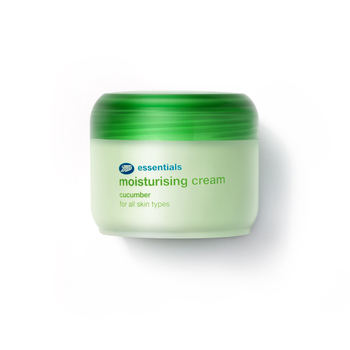 Boots essentials
moisturising cream
cucumber
for all skin types